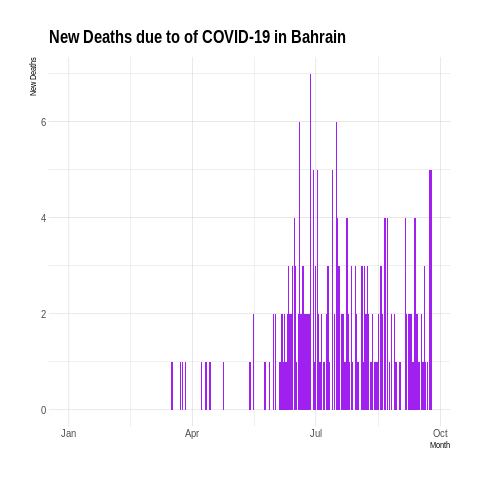 New Deaths due to of COVID-19 in Bahrain
New Deaths
6
4
2
0
Jan Apr Jul Oct
Month